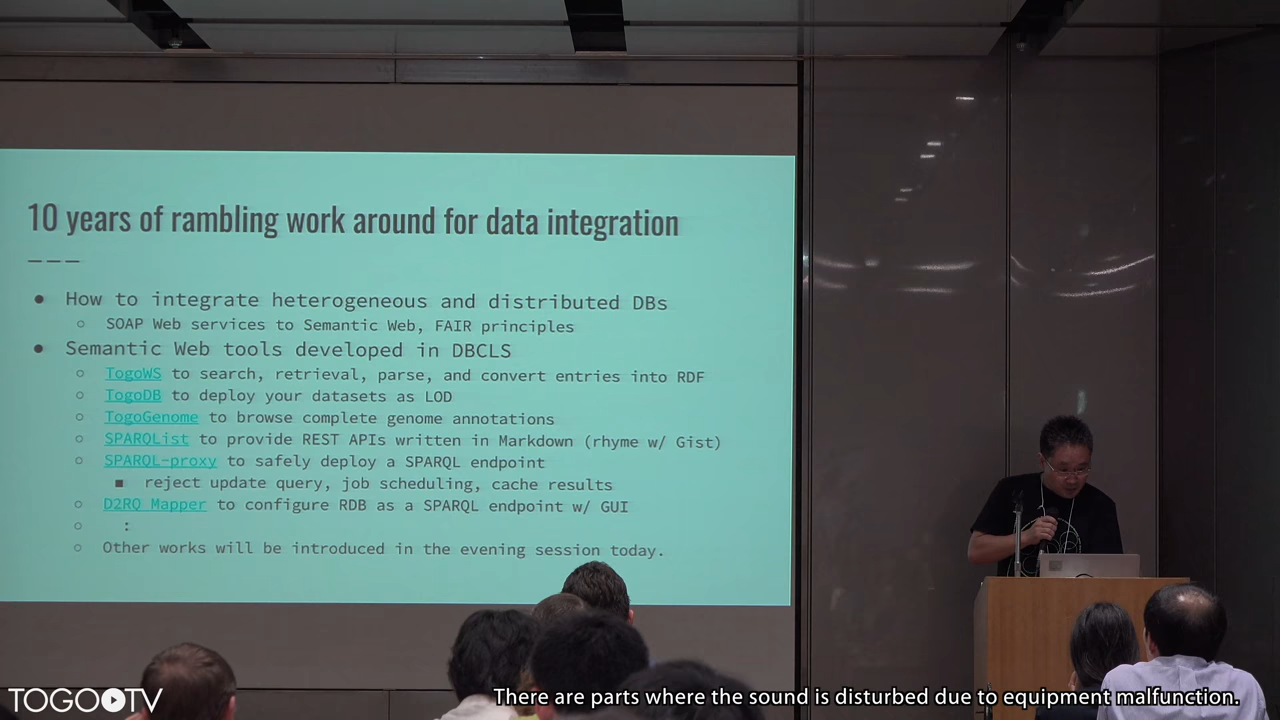 10 years of rambling work around for data integration
———
● How to integrate heterogeneous and distributed DBs
○ SOAP Web services to Semantic Web, FAIR principles
● Semantic Web tools developed in DBCLS
○ TogoWS to search, retrieval, parse, and convert entries into RDF
○ TogoDB to deploy your datasets as LOD
○ TogoGenome to browse complete genome annotations
○ SPARQList to provide REST APIs written in Markdown (rhyme w/ Gist)
○ SPARQL-proxy to safely deploy a SPARQL endpoint
■ reject update query, job scheduling, cache results
○ D2RQ Mapper to configure RDB as a SPARQL endpoint w/ GUI
○ :
○ Other works will be introduced in the evening session today.
TOGO TV
There are parts where the sound is disturbed due to equipment malfunction.